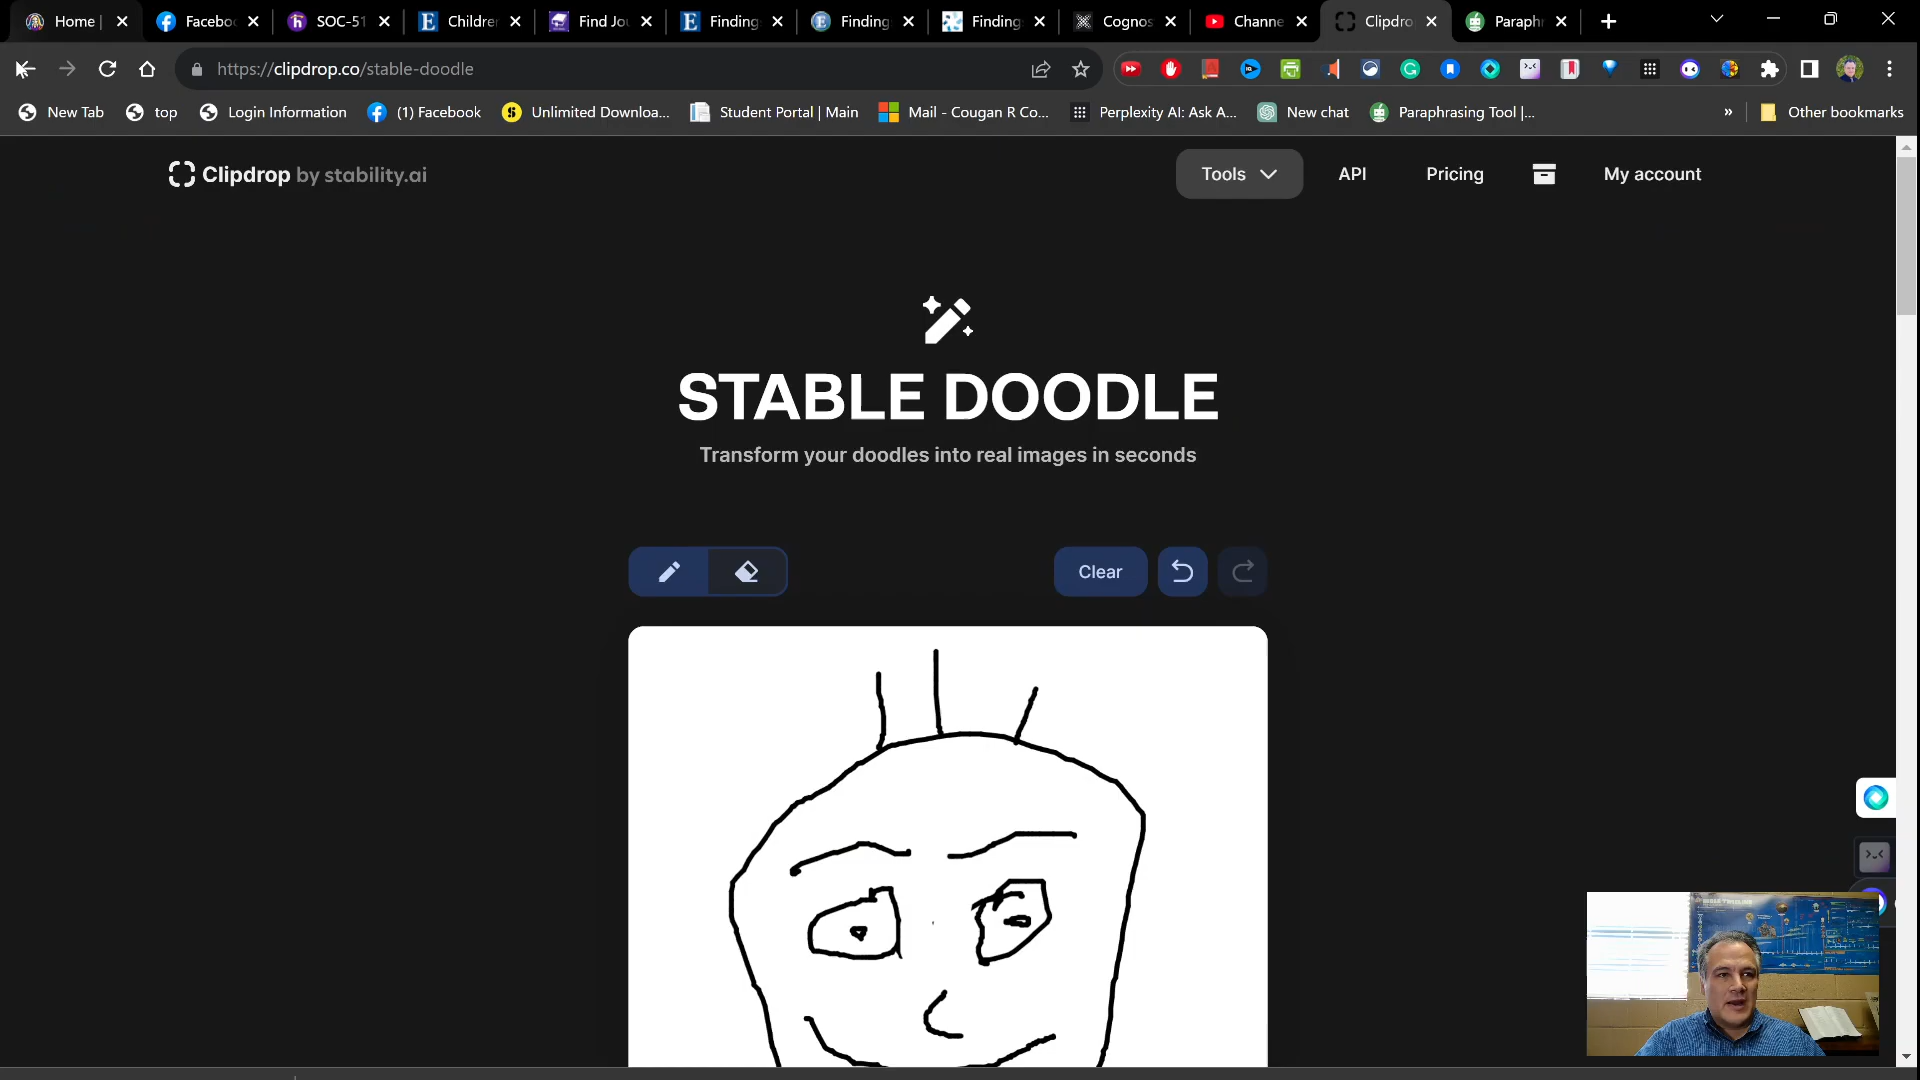 Home |
Facebo
SOC-51
Childre
Find Jo
Finding
Finding
Finding
Cognos
Channe
Clipdro
Paraph
https://clipdrop.co/stable-doodle
New Tab
top
Login Information
(1) Facebook
Unlimited Downloa...
Student Portal | Main
Mail - Cougan R Co...
Perplexity AI: Ask A...
New chat
Paraphrasing Tool |...
»
Other bookmarks
Clipdrop by stability.ai
Tools
API
Pricing
My account
STABLE DOODLE
Transform your doodles into real images in seconds
Clear